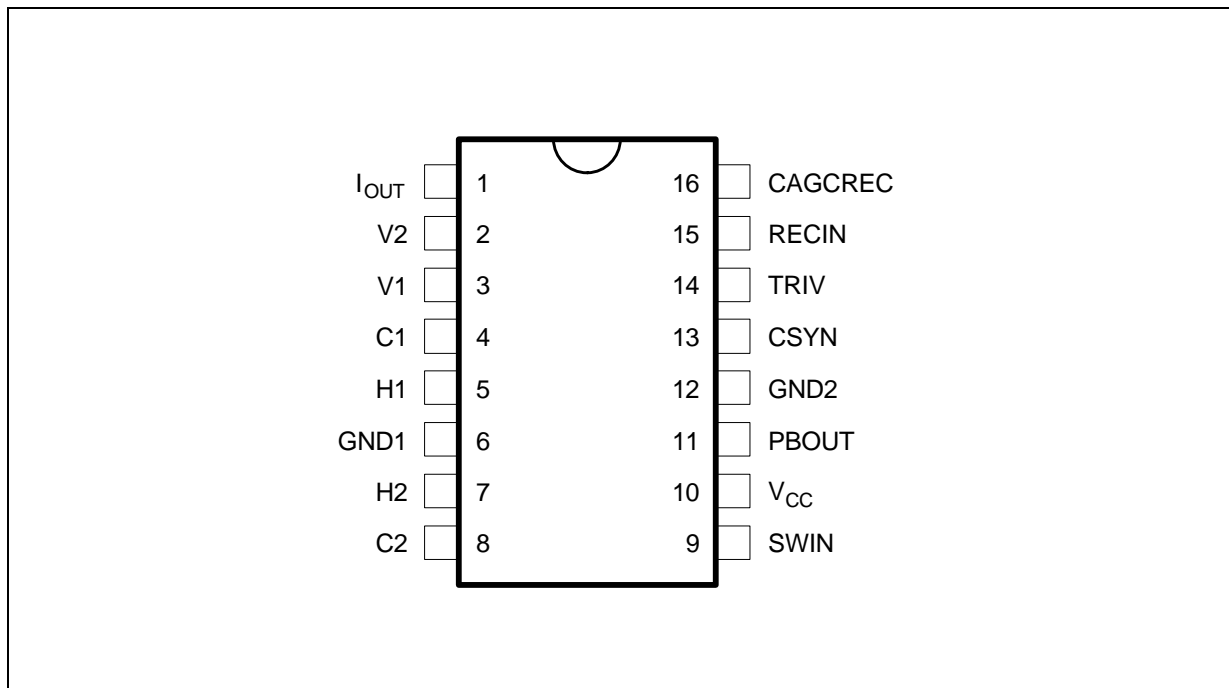 I_OUT 1 16 CAGCREC
V2 2 15 RECIN
V1 3 14 TRIV
C1 4 13 CSYN
H1 5 12 GND2
GND1 6 11 PBOUT
H2 7 10 V_CC
C2 8 9 SWIN